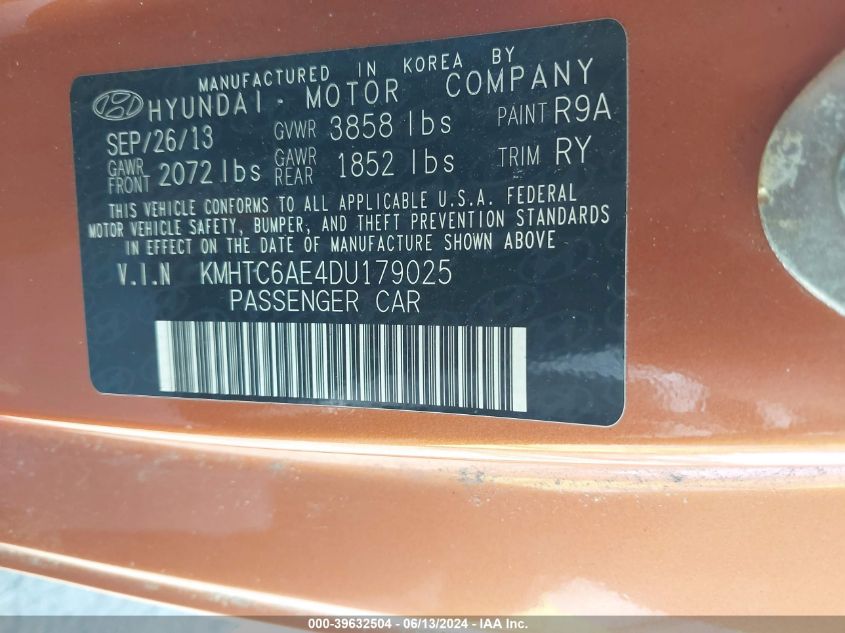 MANUFACTURED IN KOREA BY
HYUNDAI MOTOR COMPANY
SEP/26/13 GVWR 3858 lbs PAINT R9A
GAWR FRONT 2072 lbs GAWR REAR 1852 lbs TRIM RY
THIS VEHICLE CONFORMS TO ALL APPLICABLE U.S.A. FEDERAL
MOTOR VEHICLE SAFETY, BUMPER, AND THEFT PREVENTION STANDARDS
IN EFFECT ON THE DATE OF MANUFACTURE SHOWN ABOVE
V.I.N KMHTC6AE4DU179025
PASSENGER CAR
000-39632504 - 06/13/2024 - IAA Inc.